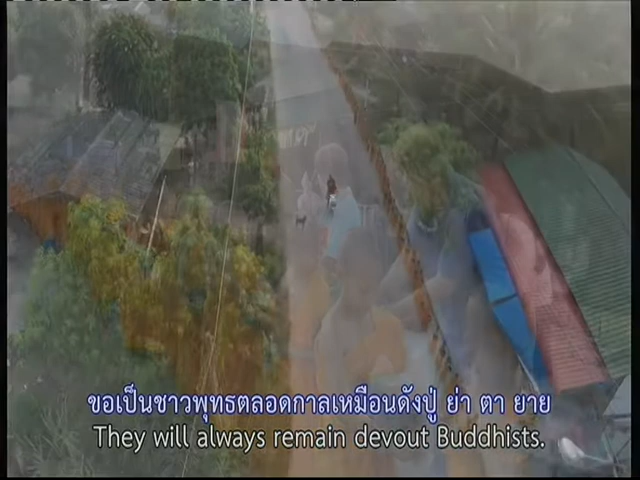 ขอเป็นชาวพุทธตลอดกาลเหมือนดังปู่ ย่า ตา ยาย
They will always remain devout Buddhists.